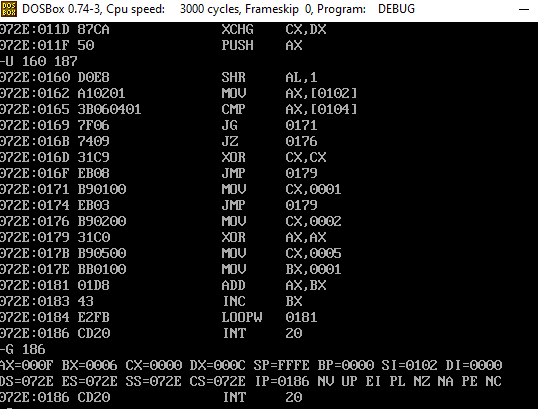 DOSBox 0.74-3, Cpu speed: 3000 cycles, Frameskip 0, Program: DEBUG
072E:011D 87CA XCHG CX,DX
072E:011F 50 PUSH AX
-U 160 187
072E:0160 D0E8 SHR AL,1
072E:0162 A10201 MOV AX,[0102]
072E:0165 3B060401 CMP AX,[0104]
072E:0169 7F06 JG 0171
072E:016B 7409 JZ 0176
072E:016D 31C9 XOR CX,CX
072E:016F EB08 JMP 0179
072E:0171 B90100 MOV CX,0001
072E:0174 EB03 JMP 0179
072E:0176 B90200 MOV CX,0002
072E:0179 31C0 XOR AX,AX
072E:017B B90500 MOV CX,0005
072E:017E BB0100 MOV BX,0001
072E:0181 01D8 ADD AX,BX
072E:0183 43 INC BX
072E:0184 E2FB LOOPW 0181
072E:0186 CD20 INT 20
-G 186
AX=000F BX=0006 CX=0000 DX=000C SP=FFFE BP=0000 SI=0102 DI=0000
DS=072E ES=072E SS=072E CS=072E IP=0186 NV UP EI PL NZ NA PE NC
072E:0186 CD20 INT 20